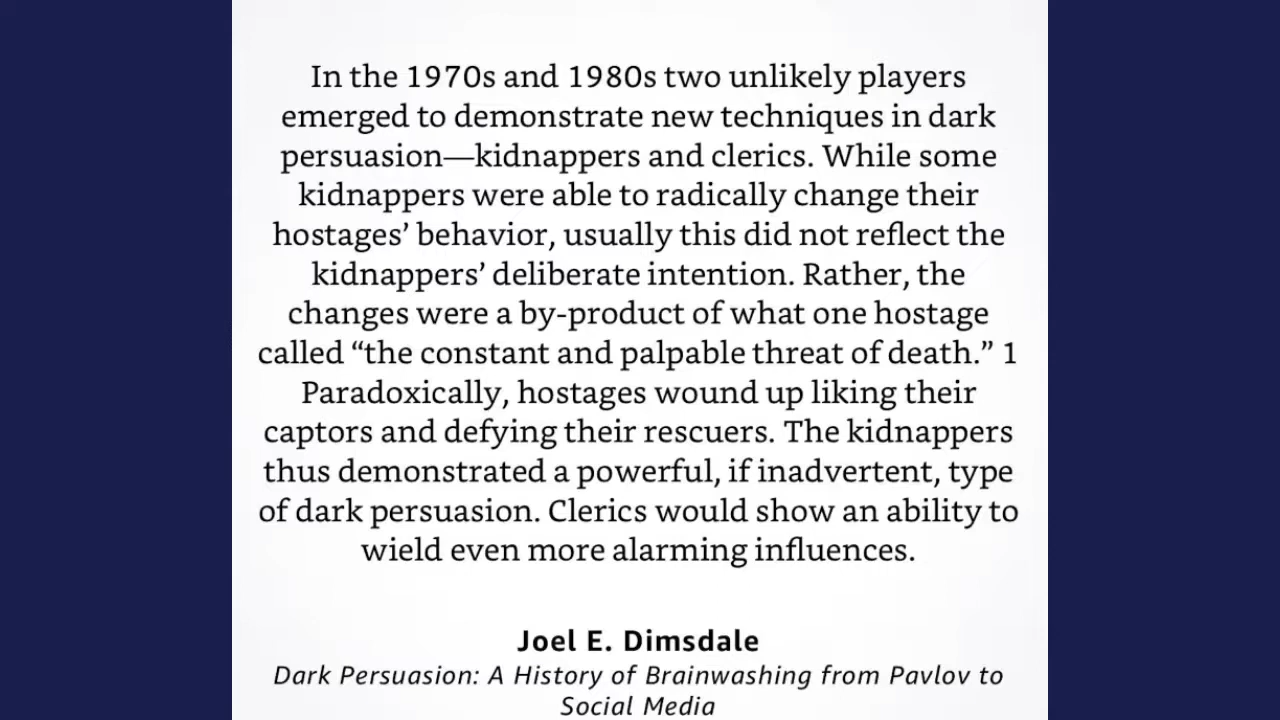 In the 1970s and 1980s two unlikely players
emerged to demonstrate new techniques in dark
persuasion—kidnappers and clerics. While some
kidnappers were able to radically change their
hostages’ behavior, usually this did not reflect the
kidnappers’ deliberate intention. Rather, the
changes were a by-product of what one hostage
called “the constant and palpable threat of death.” 1
Paradoxically, hostages wound up liking their
captors and defying their rescuers. The kidnappers
thus demonstrated a powerful, if inadvertent, type
of dark persuasion. Clerics would show an ability to
wield even more alarming influences.
Joel E. Dimsdale
Dark Persuasion: A History of Brainwashing from Pavlov to
Social Media